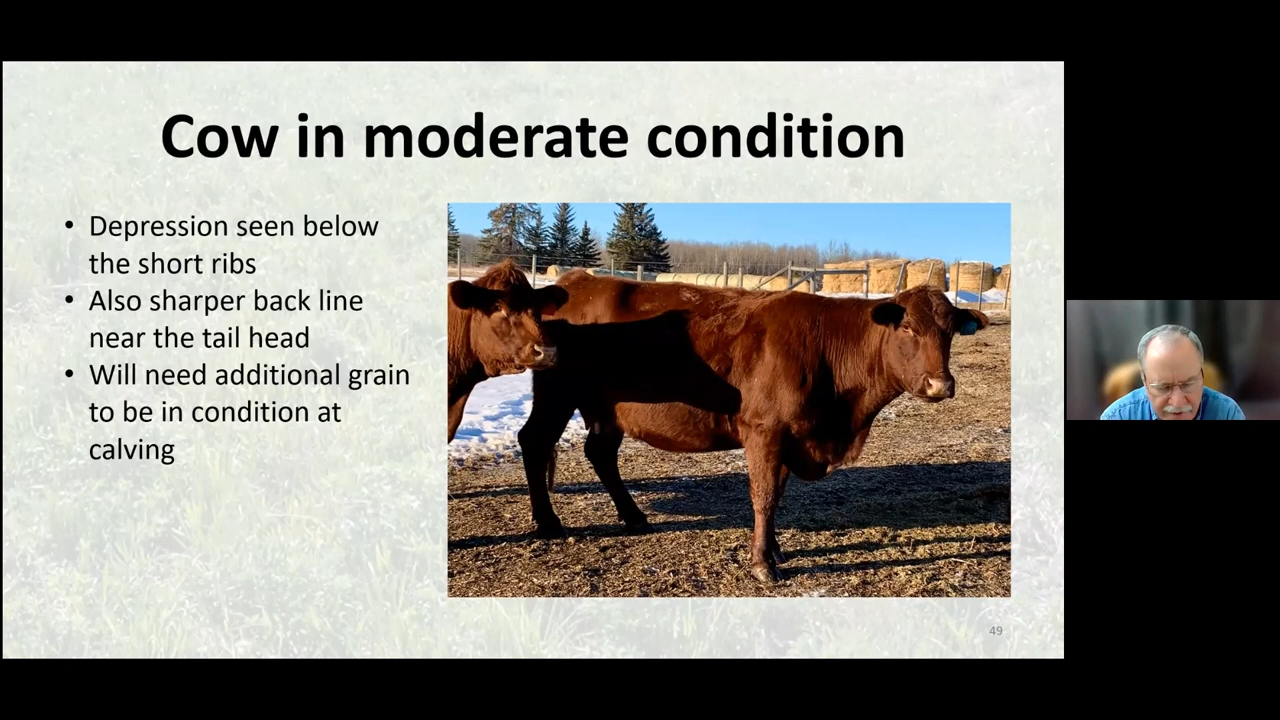 Cow in moderate condition
• Depression seen below
the short ribs
• Also sharper back line
near the tail head
• Will need additional grain
to be in condition at
calving
49